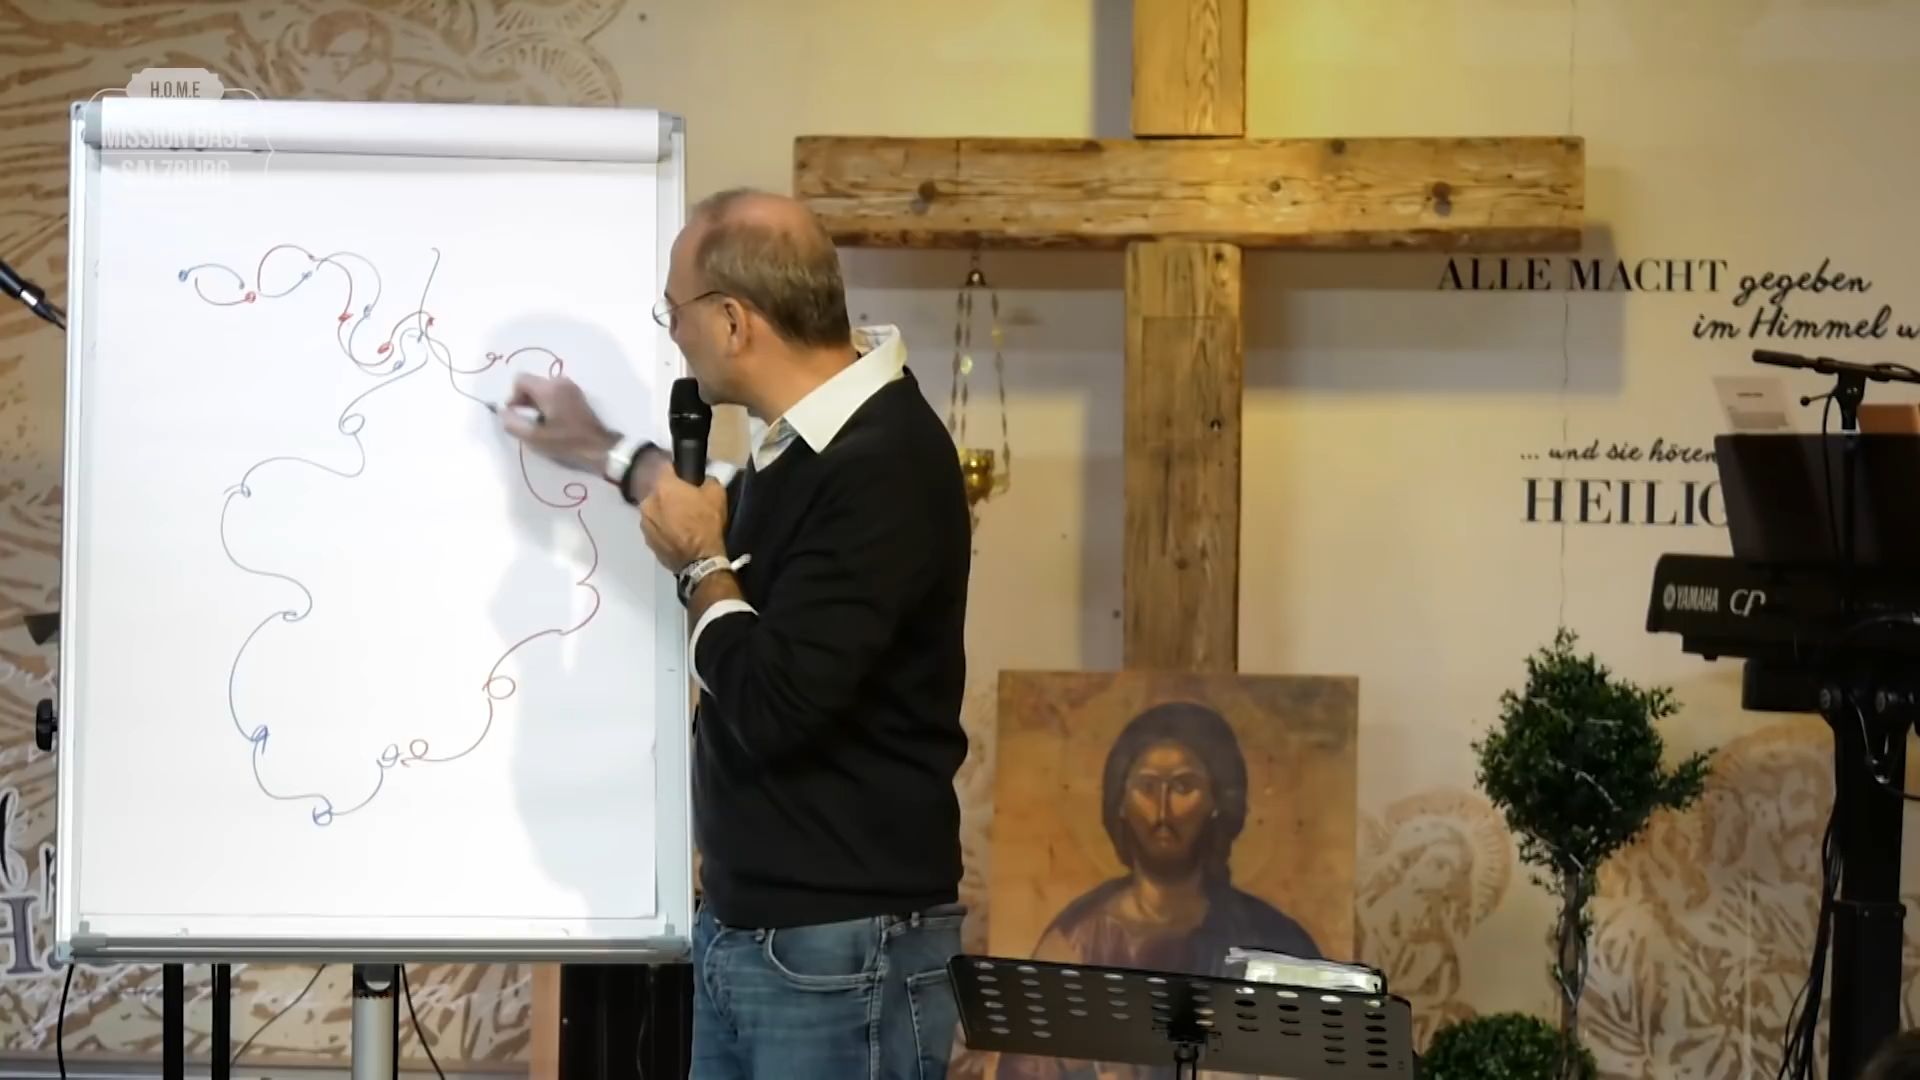 H.O.M.E
MISSION BASE
SALZBURG
ALLE MACHT gegeben
im Himmel
... und sie hören
HEILIG
YAMAHA CP